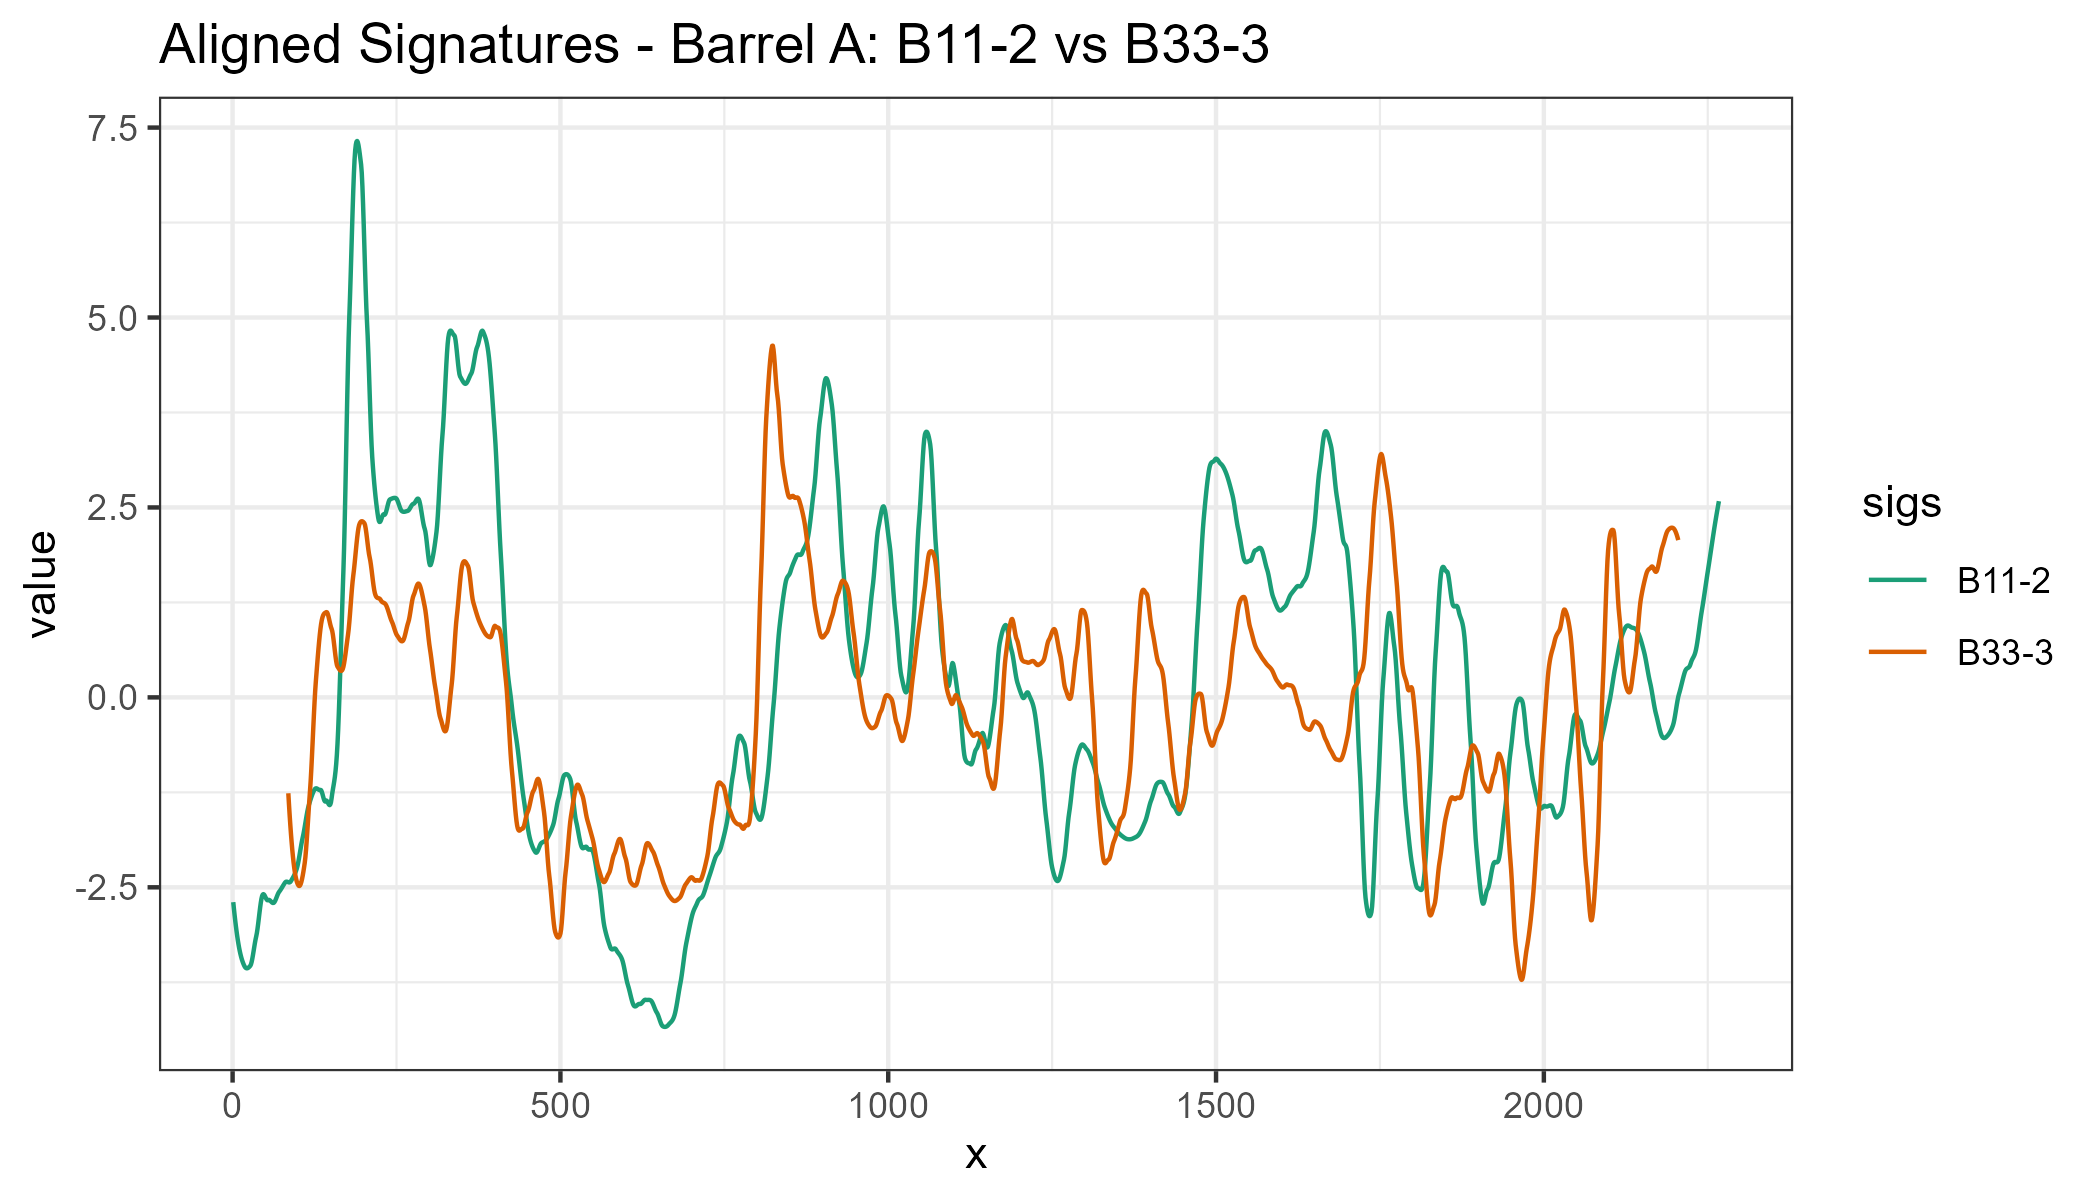 Aligned Signatures - Barrel A: B11-2 vs B33-3
7.5
5.0
2.5
0.0
-2.5
value
0 500 1000 1500 2000
x
sigs
B11-2
B33-3